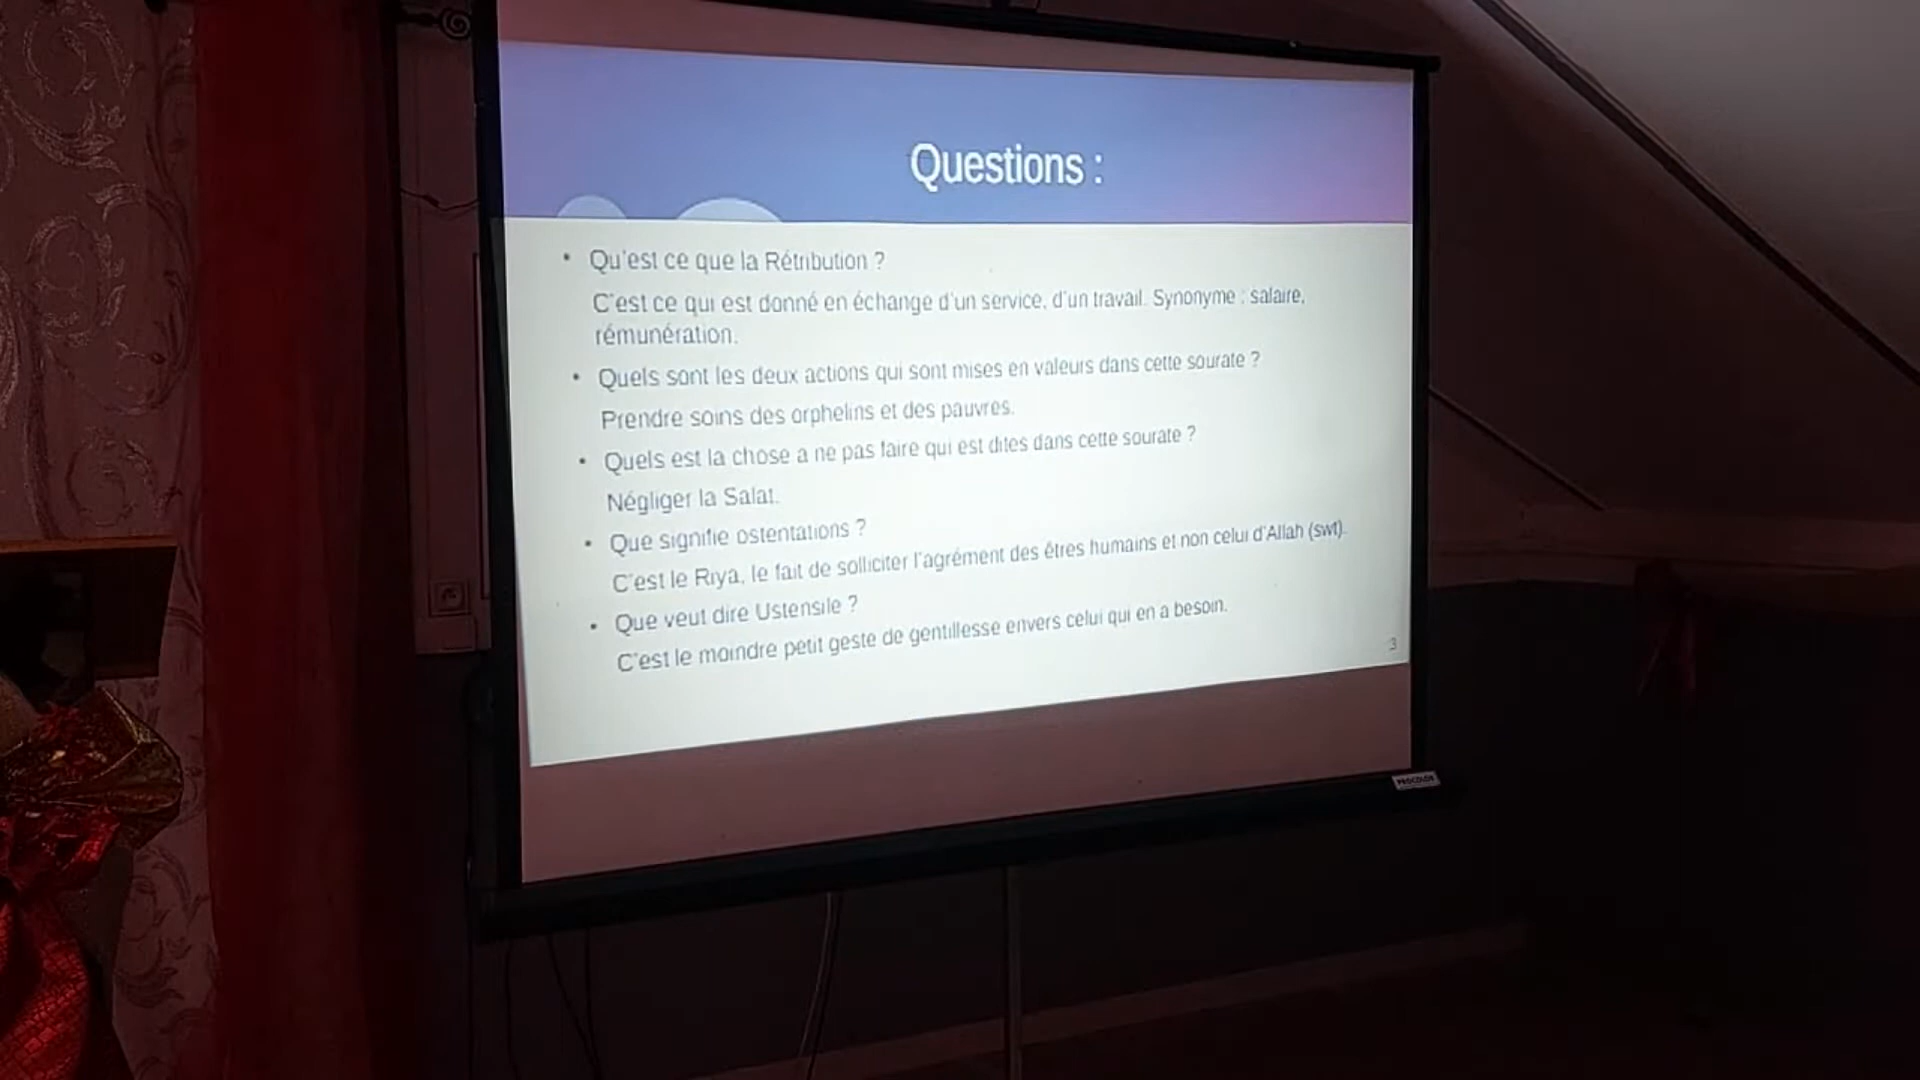 Questions :
• Qu'est ce que la Rétribution ?
C'est ce qui est donné en échange d'un service, d'un travail. Synonyme : salaire,
rémunération.
• Quels sont les deux actions qui sont mises en valeurs dans cette sourate ?
Prendre soins des orphelins et des pauvres.
• Quels est la chose a ne pas faire qui est dites dans cette sourate ?
Négliger la Salat.
• Que signifie ostentations ?
C'est le Riya, le fait de solliciter l'agrément des êtres humains et non celui d'Allah (swt).
• Que veut dire Ustensile ?
C'est le moindre petit geste de gentillesse envers celui qui en a besoin.
3
PROCOLOR